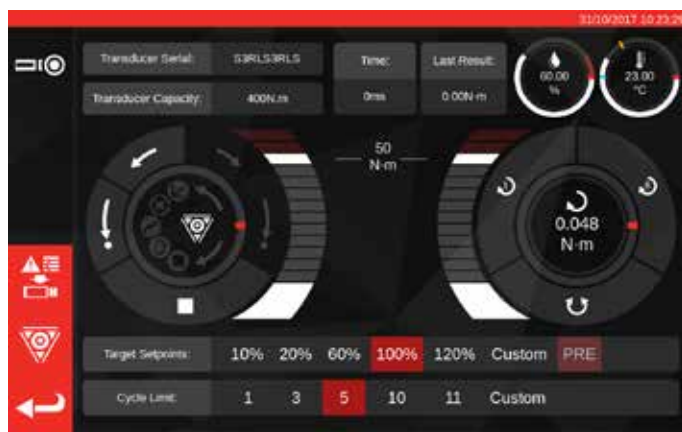 31/10/2017 10:23:29
Transducer Serial: S3RLS3RLS
Time:
Last Result:
60.00
%
23.00
°C
Transducer Capacity: 400N.m
0ms
0.00N·m
50
N·m
0.048
N·m
Target Setpoints: 10% 20% 60% 100% 120% Custom PRE
Cycle Limit: 1 3 5 10 11 Custom